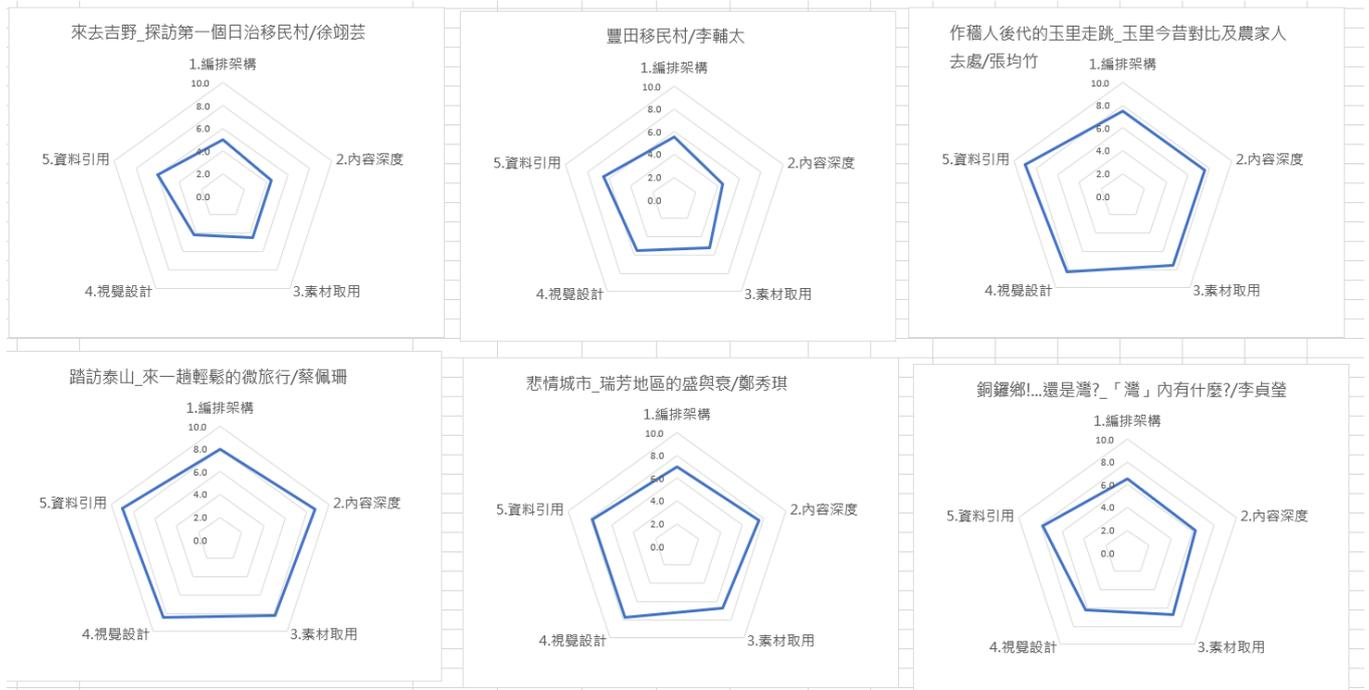 來去吉野_探訪第一個日治移民村/徐翊芸
1.編排架構
10.0
8.0
6.0
4.0
2.0
0.0
5.資料引用
2.內容深度
4.視覺設計
3.素材取用
豐田移民村/李輔太
1.編排架構
10.0
8.0
6.0
4.0
2.0
0.0
5.資料引用
2.內容深度
4.視覺設計
3.素材取用
作穡人後代的玉里走跳_玉里今昔對比及農家人
去處/張均竹
1.編排架構
10.0
8.0
6.0
4.0
2.0
0.0
5.資料引用
2.內容深度
4.視覺設計
3.素材取用
踏訪泰山_來一趟輕鬆的微旅行/蔡佩珊
1.編排架構
10.0
8.0
6.0
4.0
2.0
0.0
5.資料引用
2.內容深度
4.視覺設計
3.素材取用
悲情城市_瑞芳地區的盛與衰/鄭秀琪
1.編排架構
10.0
8.0
6.0
4.0
2.0
0.0
5.資料引用
2.內容深度
4.視覺設計
3.素材取用
銅鑼鄉!...還是灣?_「灣」內有什麼?/李貞瑩
1.編排架構
10.0
8.0
6.0
4.0
2.0
0.0
5.資料引用
2.內容深度
4.視覺設計
3.素材取用